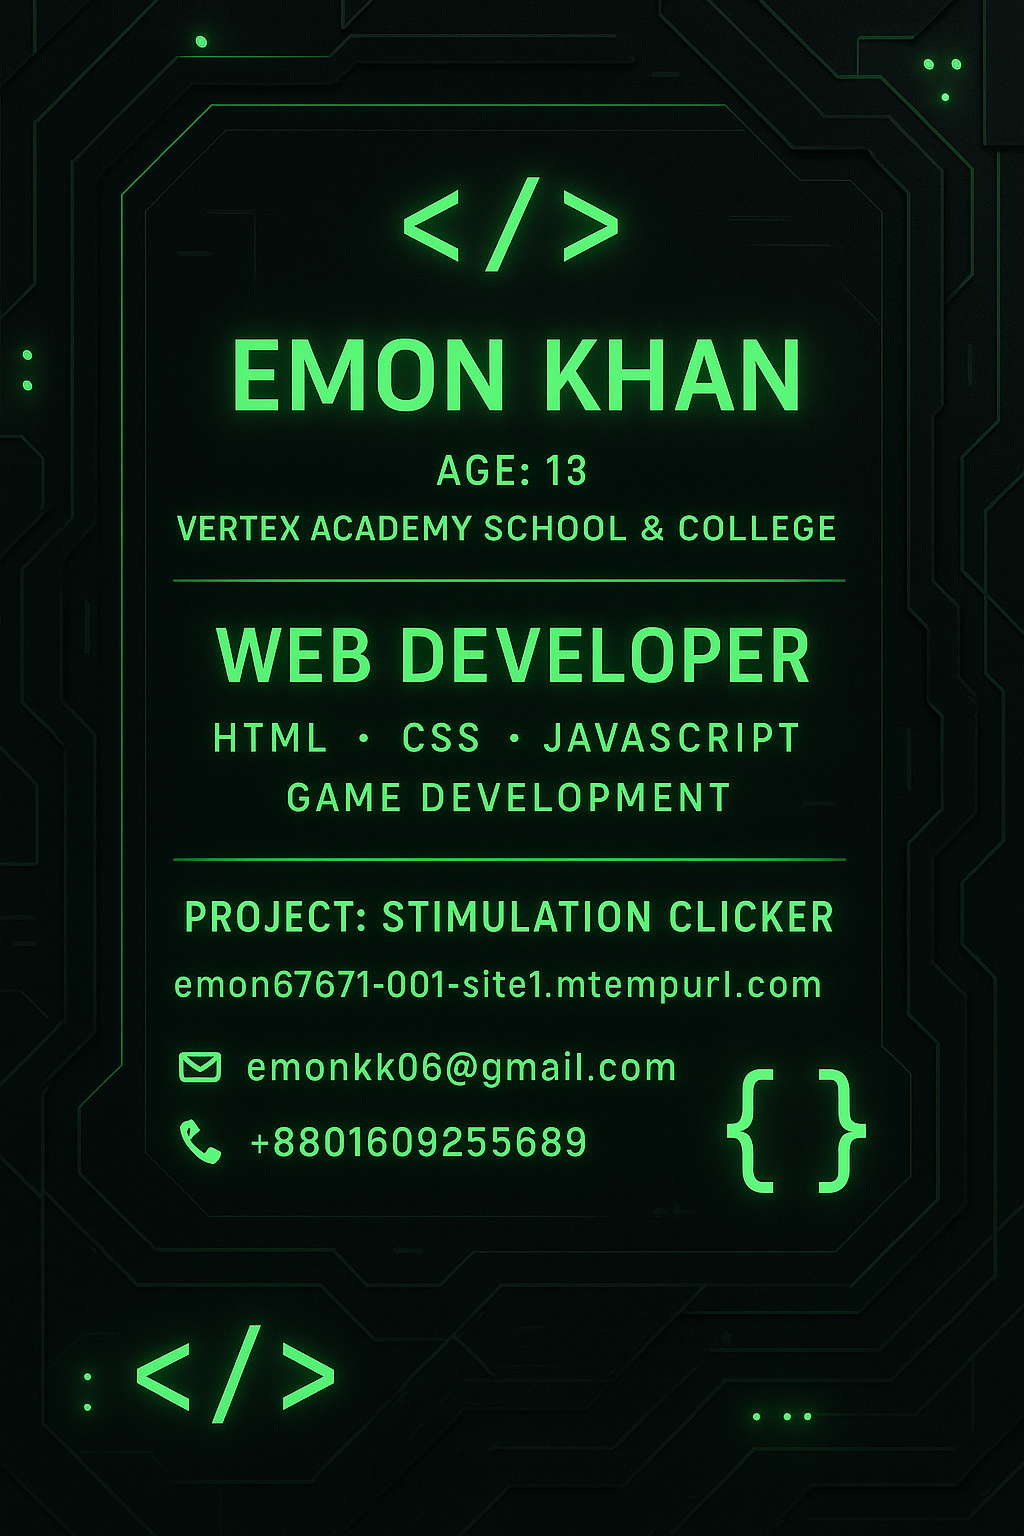 </>
EMON KHAN
AGE: 13
VERTEX ACADEMY SCHOOL & COLLEGE
WEB DEVELOPER
HTML • CSS • JAVASCRIPT
GAME DEVELOPMENT
PROJECT: STIMULATION CLICKER
emon67671-001-site1.mtempurl.com
emonkk06@gmail.com
+8801609255689
{ }
</>